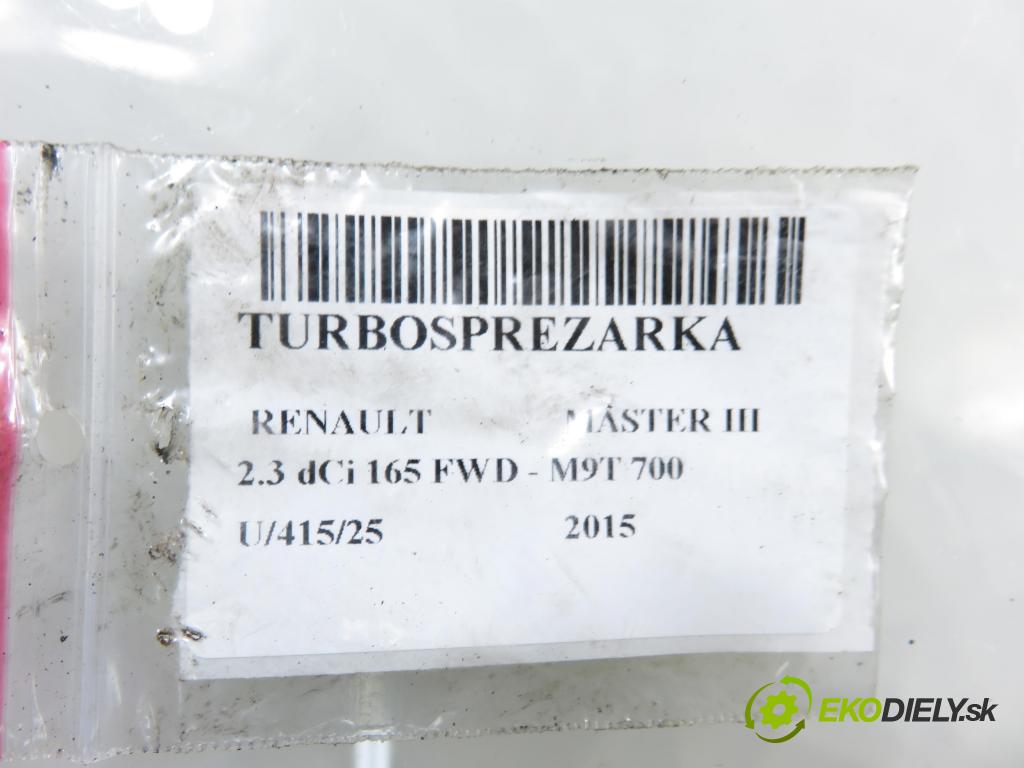 TURBOSPREZARKA
RENAULT MASTER III
2.3 dCi 165 FWD - M9T 700
U/415/25 2015
EKODIELY.sk